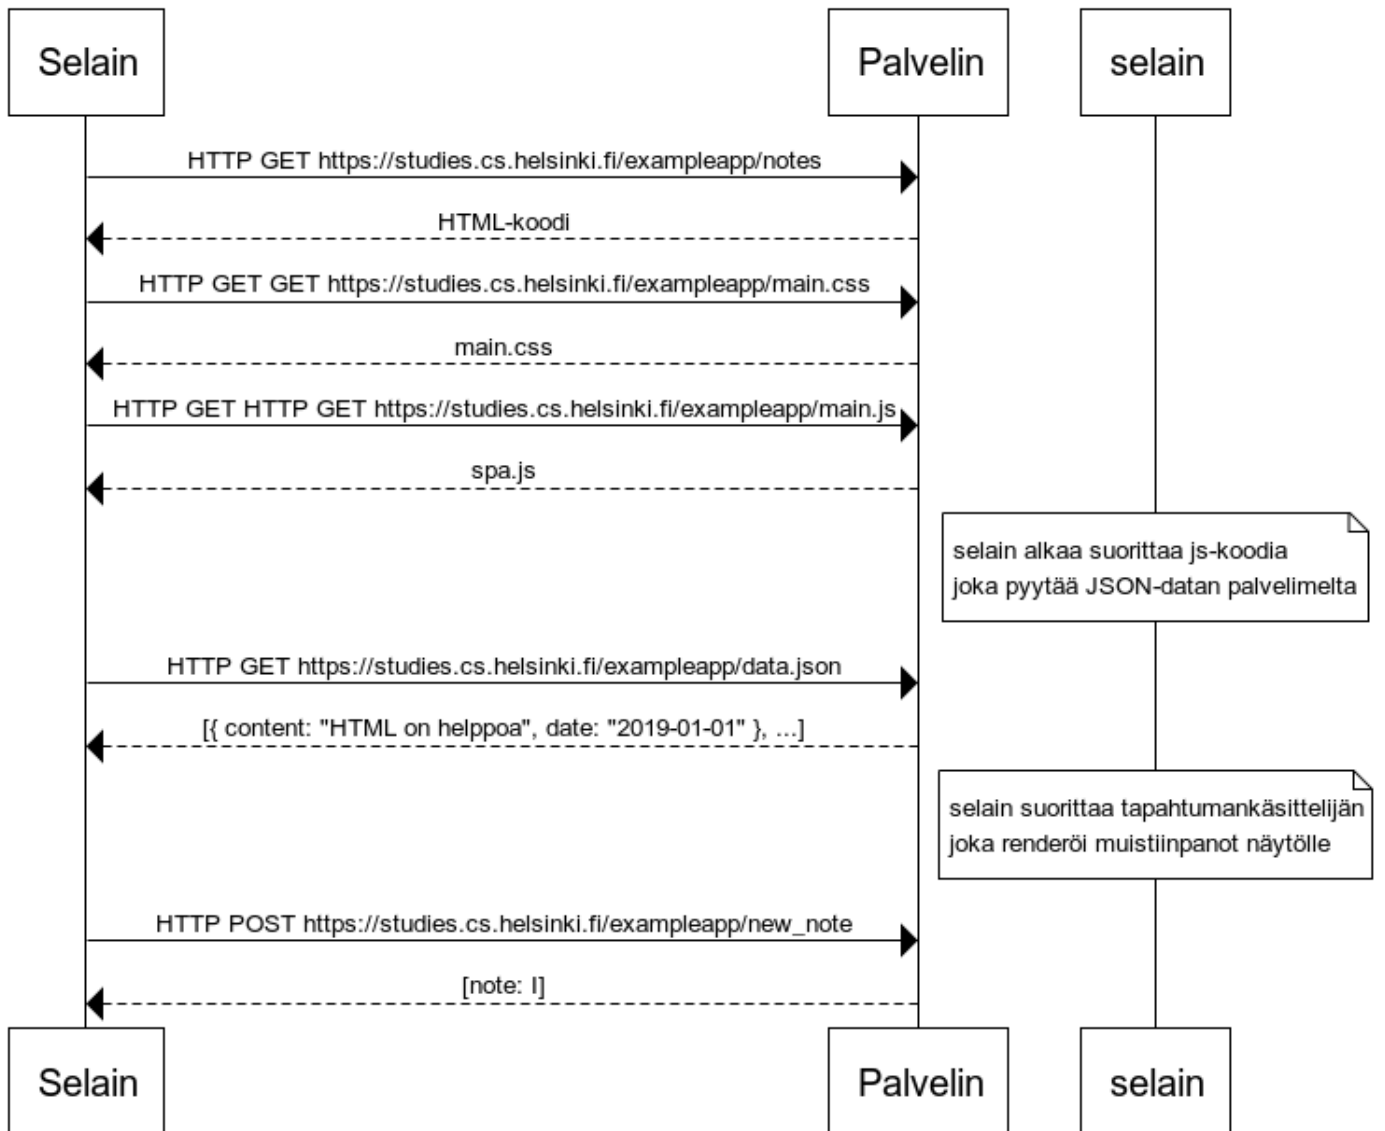 Selain
Palvelin
selain
HTTP GET https://studies.cs.helsinki.fi/exampleapp/notes
HTML-koodi
HTTP GET GET https://studies.cs.helsinki.fi/exampleapp/main.css
main.css
HTTP GET HTTP GET https://studies.cs.helsinki.fi/exampleapp/main.js
spa.js
selain alkaa suorittaa js-koodia
joka pyytää JSON-datan palvelimelta
HTTP GET https://studies.cs.helsinki.fi/exampleapp/data.json
[{ content: "HTML on helppoa", date: "2019-01-01" }, ...]
selain suorittaa tapahtumankäsittelijän
joka renderöi muistiinpanot näytölle
HTTP POST https://studies.cs.helsinki.fi/exampleapp/new_note
[note: I]
Selain
Palvelin
selain